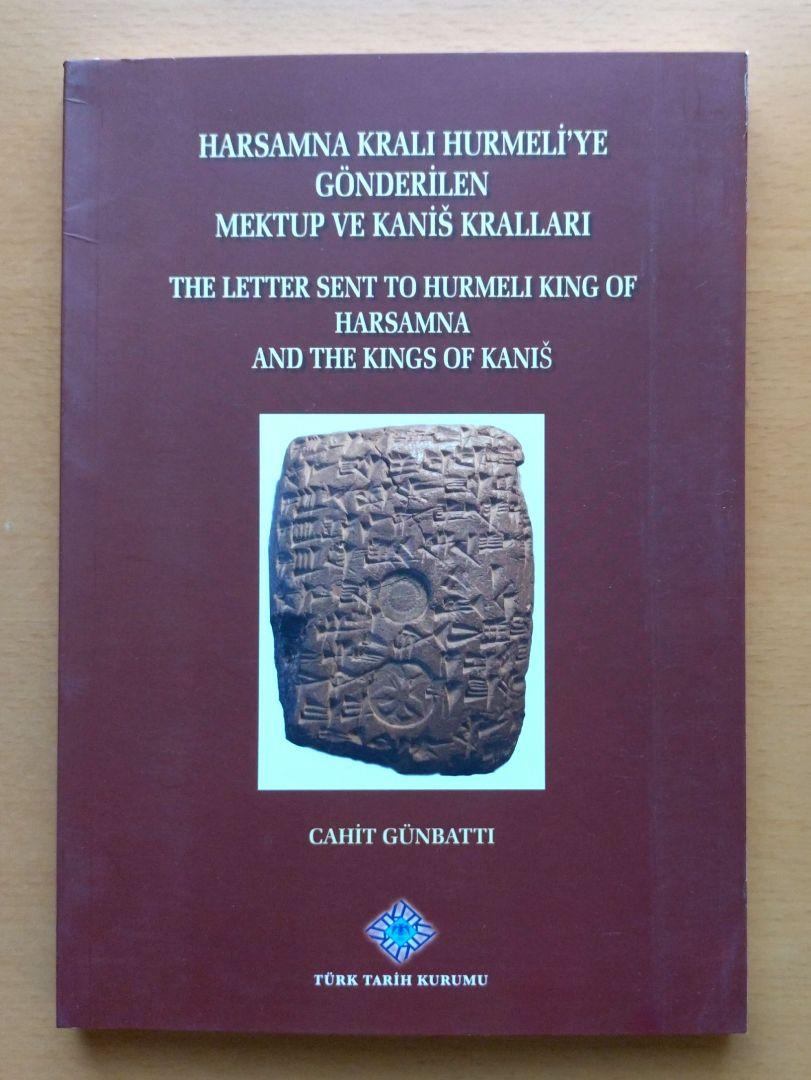 HARSAMNA KRALI HURMELİ'YE
GÖNDERİLEN
MEKTUP VE KANİŠ KRALLARI
THE LETTER SENT TO HURMELI KING OF
HARSAMNA
AND THE KINGS OF KANIŠ
CAHİT GÜNBATTI
TÜRK TARİH KURUMU